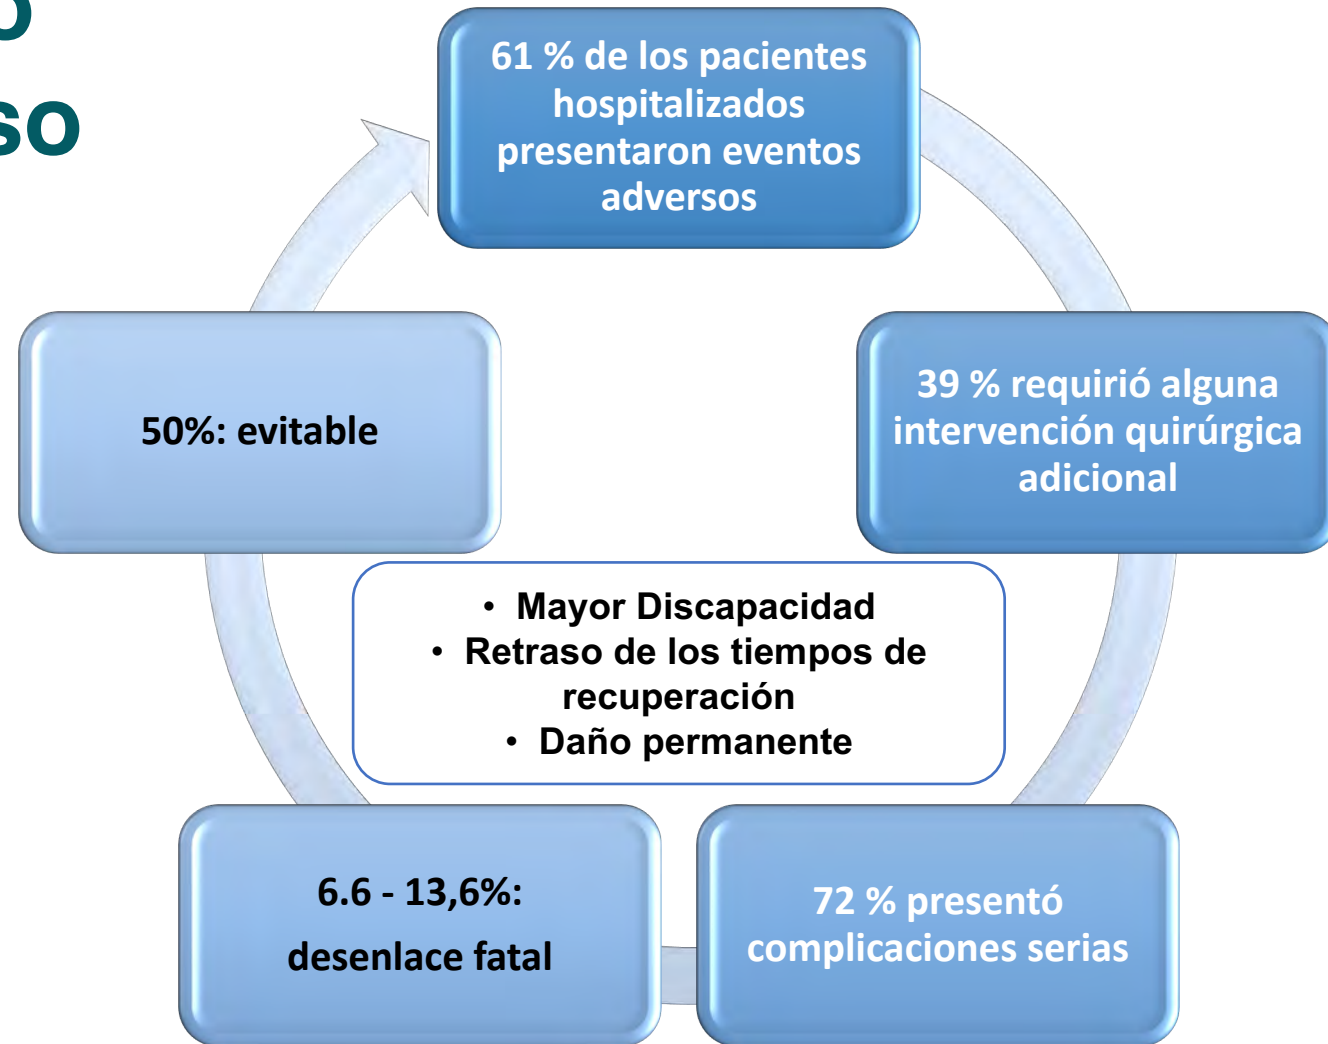 so
61 % de los pacientes
hospitalizados
presentaron eventos
adversos
39 % requirió alguna
intervención quirúrgica
adicional
72 % presentó
complicaciones serias
6.6 - 13,6%:
desenlace fatal
50%: evitable
• Mayor Discapacidad
• Retraso de los tiempos de
recuperación
• Daño permanente